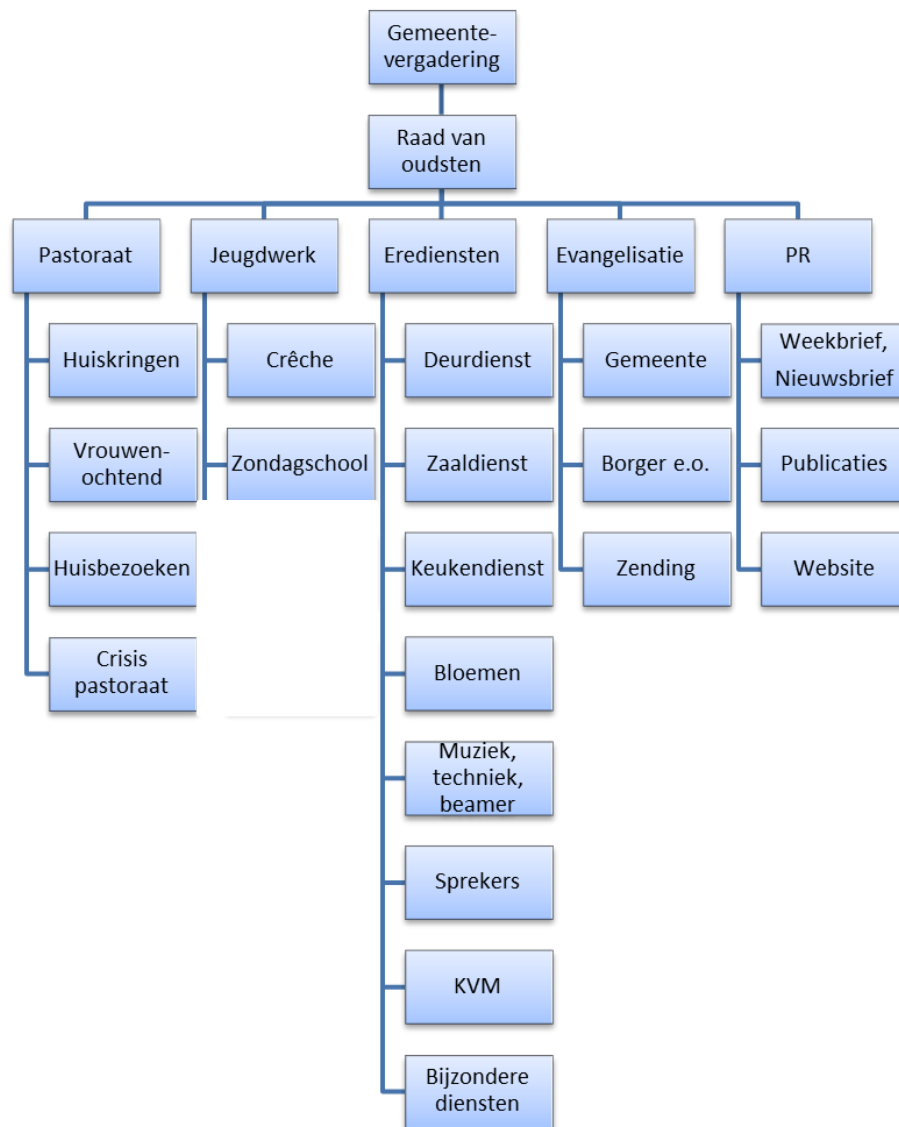 Gemeente-
vergadering
Raad van
oudsten
Pastoraat
Huiskringen
Vrouwen-
ochtend
Huisbezoeken
Crisis
pastoraat
Jeugdwerk
Crêche
Zondagschool
Erediensten
Deurdienst
Zaaldienst
Keukendienst
Bloemen
Muziek,
techniek,
beamer
Sprekers
KVM
Bijzondere
diensten
Evangelisatie
Gemeente
Borger e.o.
Zending
PR
Weekbrief,
Nieuwsbrief
Publicaties
Website